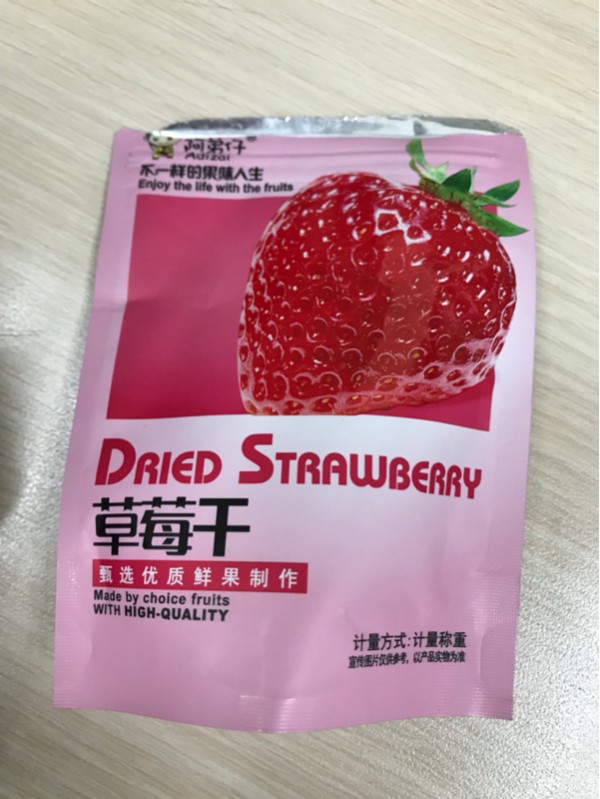 阿弟仔®
Adizai
不一样的果味人生
Enjoy the life with the fruits
DRIED STRAWBERRY
草莓干
甄选优质鲜果制作
Made by choice fruits
WITH HIGH-QUALITY
计量方式:计量称重
宣传图片仅供参考，以产品实物为准